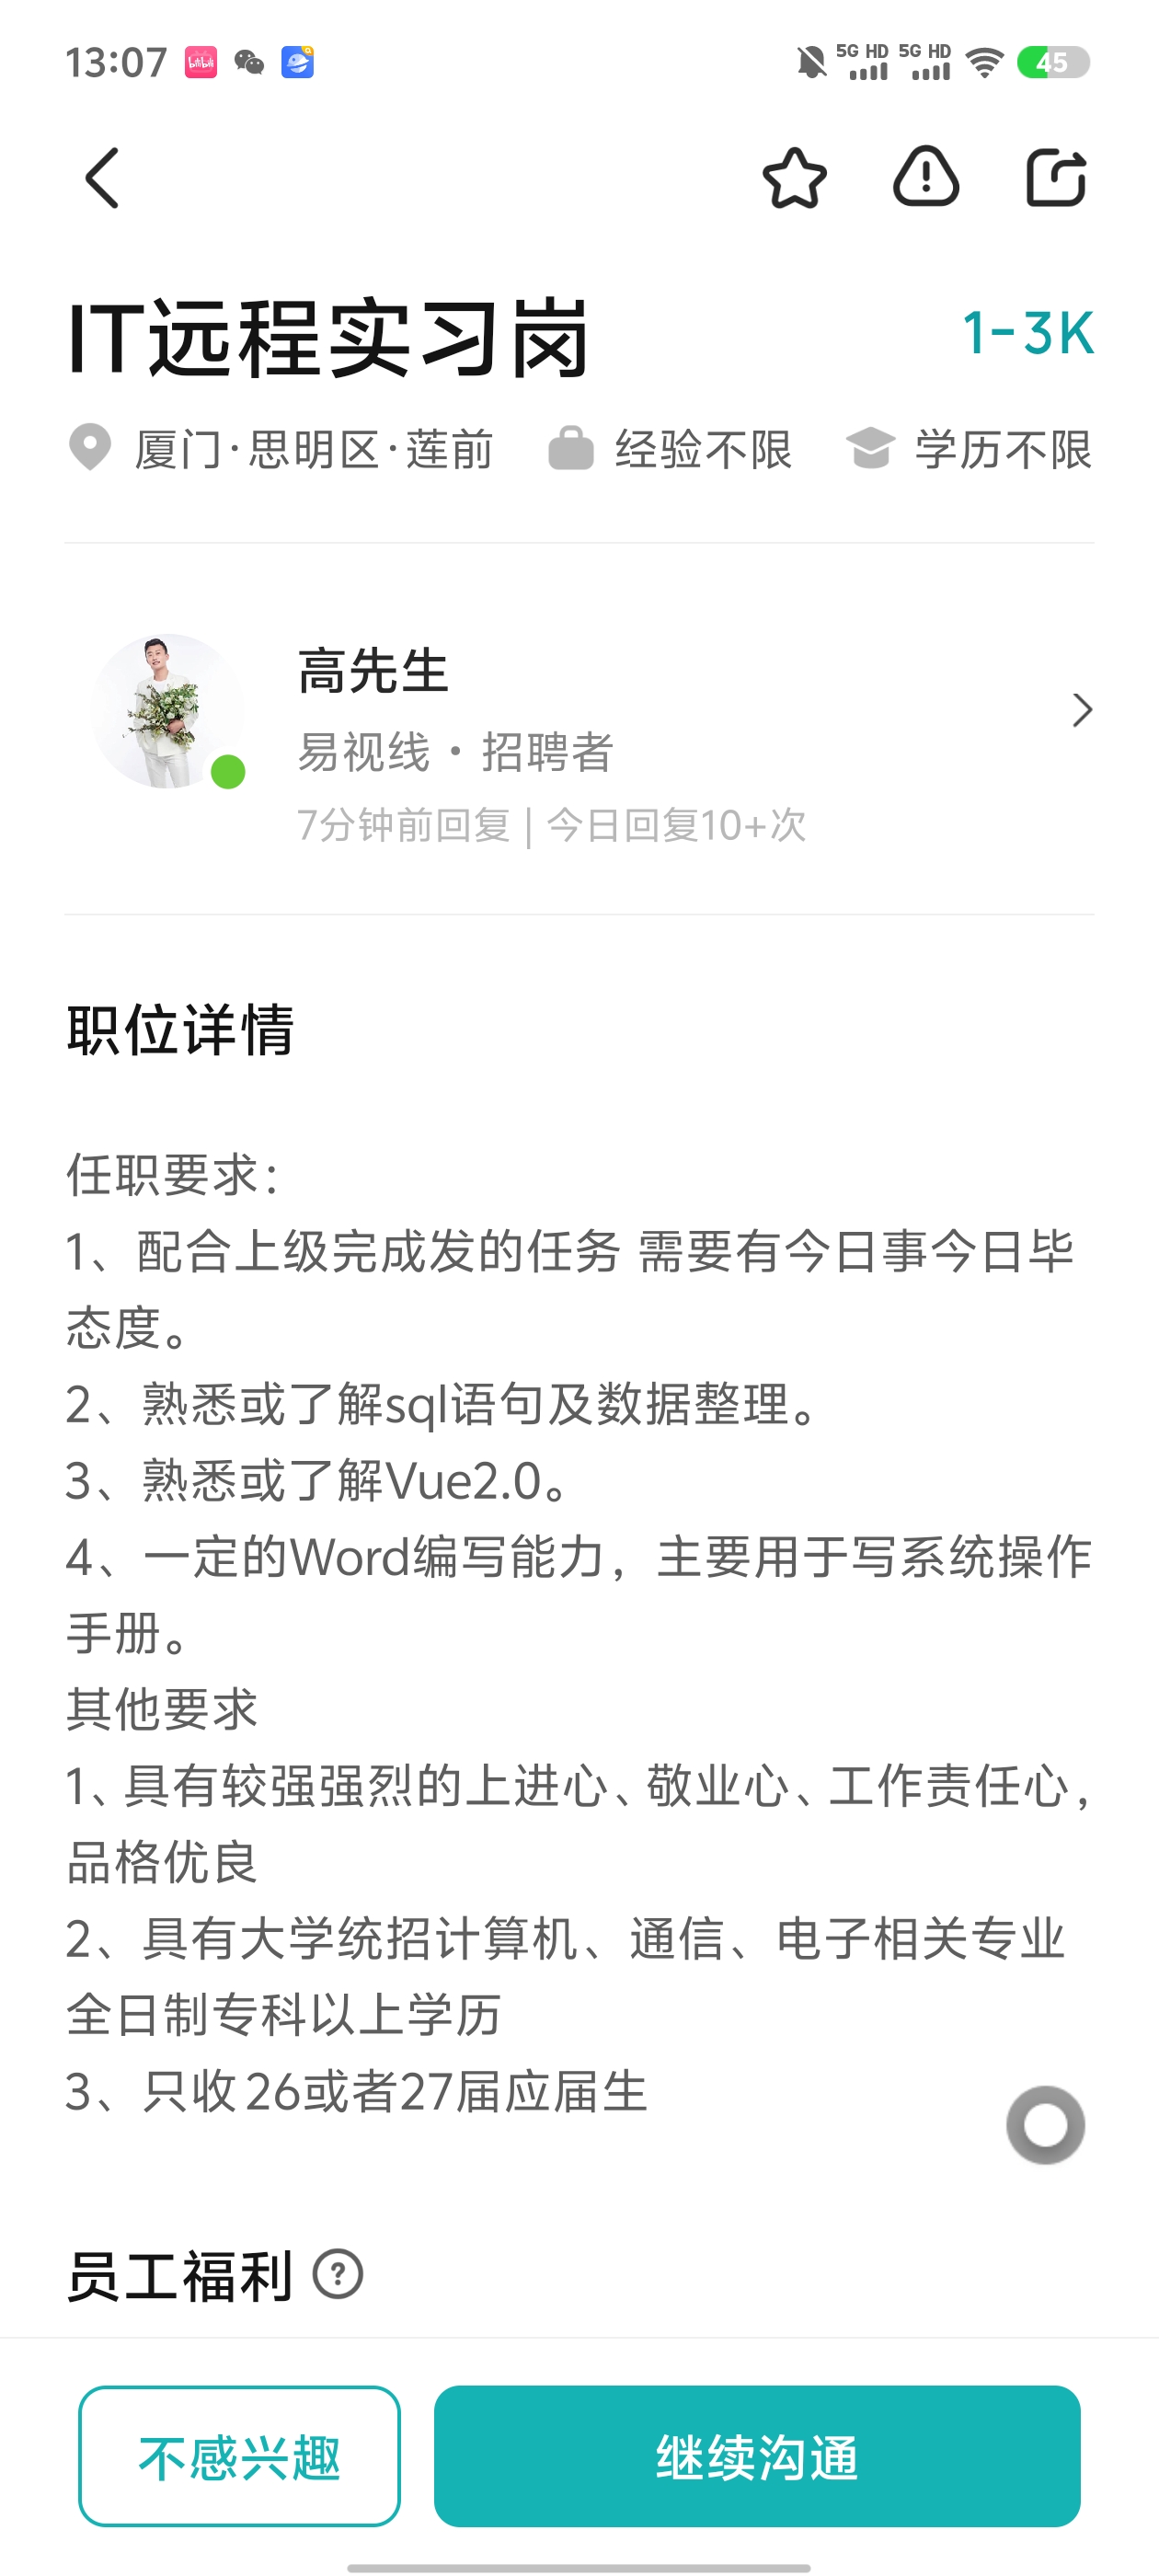 13:07
bilibili
5G HD 5G HD
45
IT远程实习岗
1-3K
厦门·思明区·莲前
经验不限
学历不限
高先生
易视线·招聘者
7分钟前回复 | 今日回复10+次
职位详情
任职要求：
1、配合上级完成发的任务 需要有今日事今日毕
态度。
2、熟悉或了解sql语句及数据整理。
3、熟悉或了解Vue2.0。
4、一定的Word编写能力，主要用于写系统操作
手册。
其他要求
1、具有较强强烈的上进心、敬业心、工作责任心，
品格优良
2、具有大学统招计算机、通信、电子相关专业
全日制专科以上学历
3、只收 26或者27届应届生
员工福利 ?
不感兴趣
继续沟通